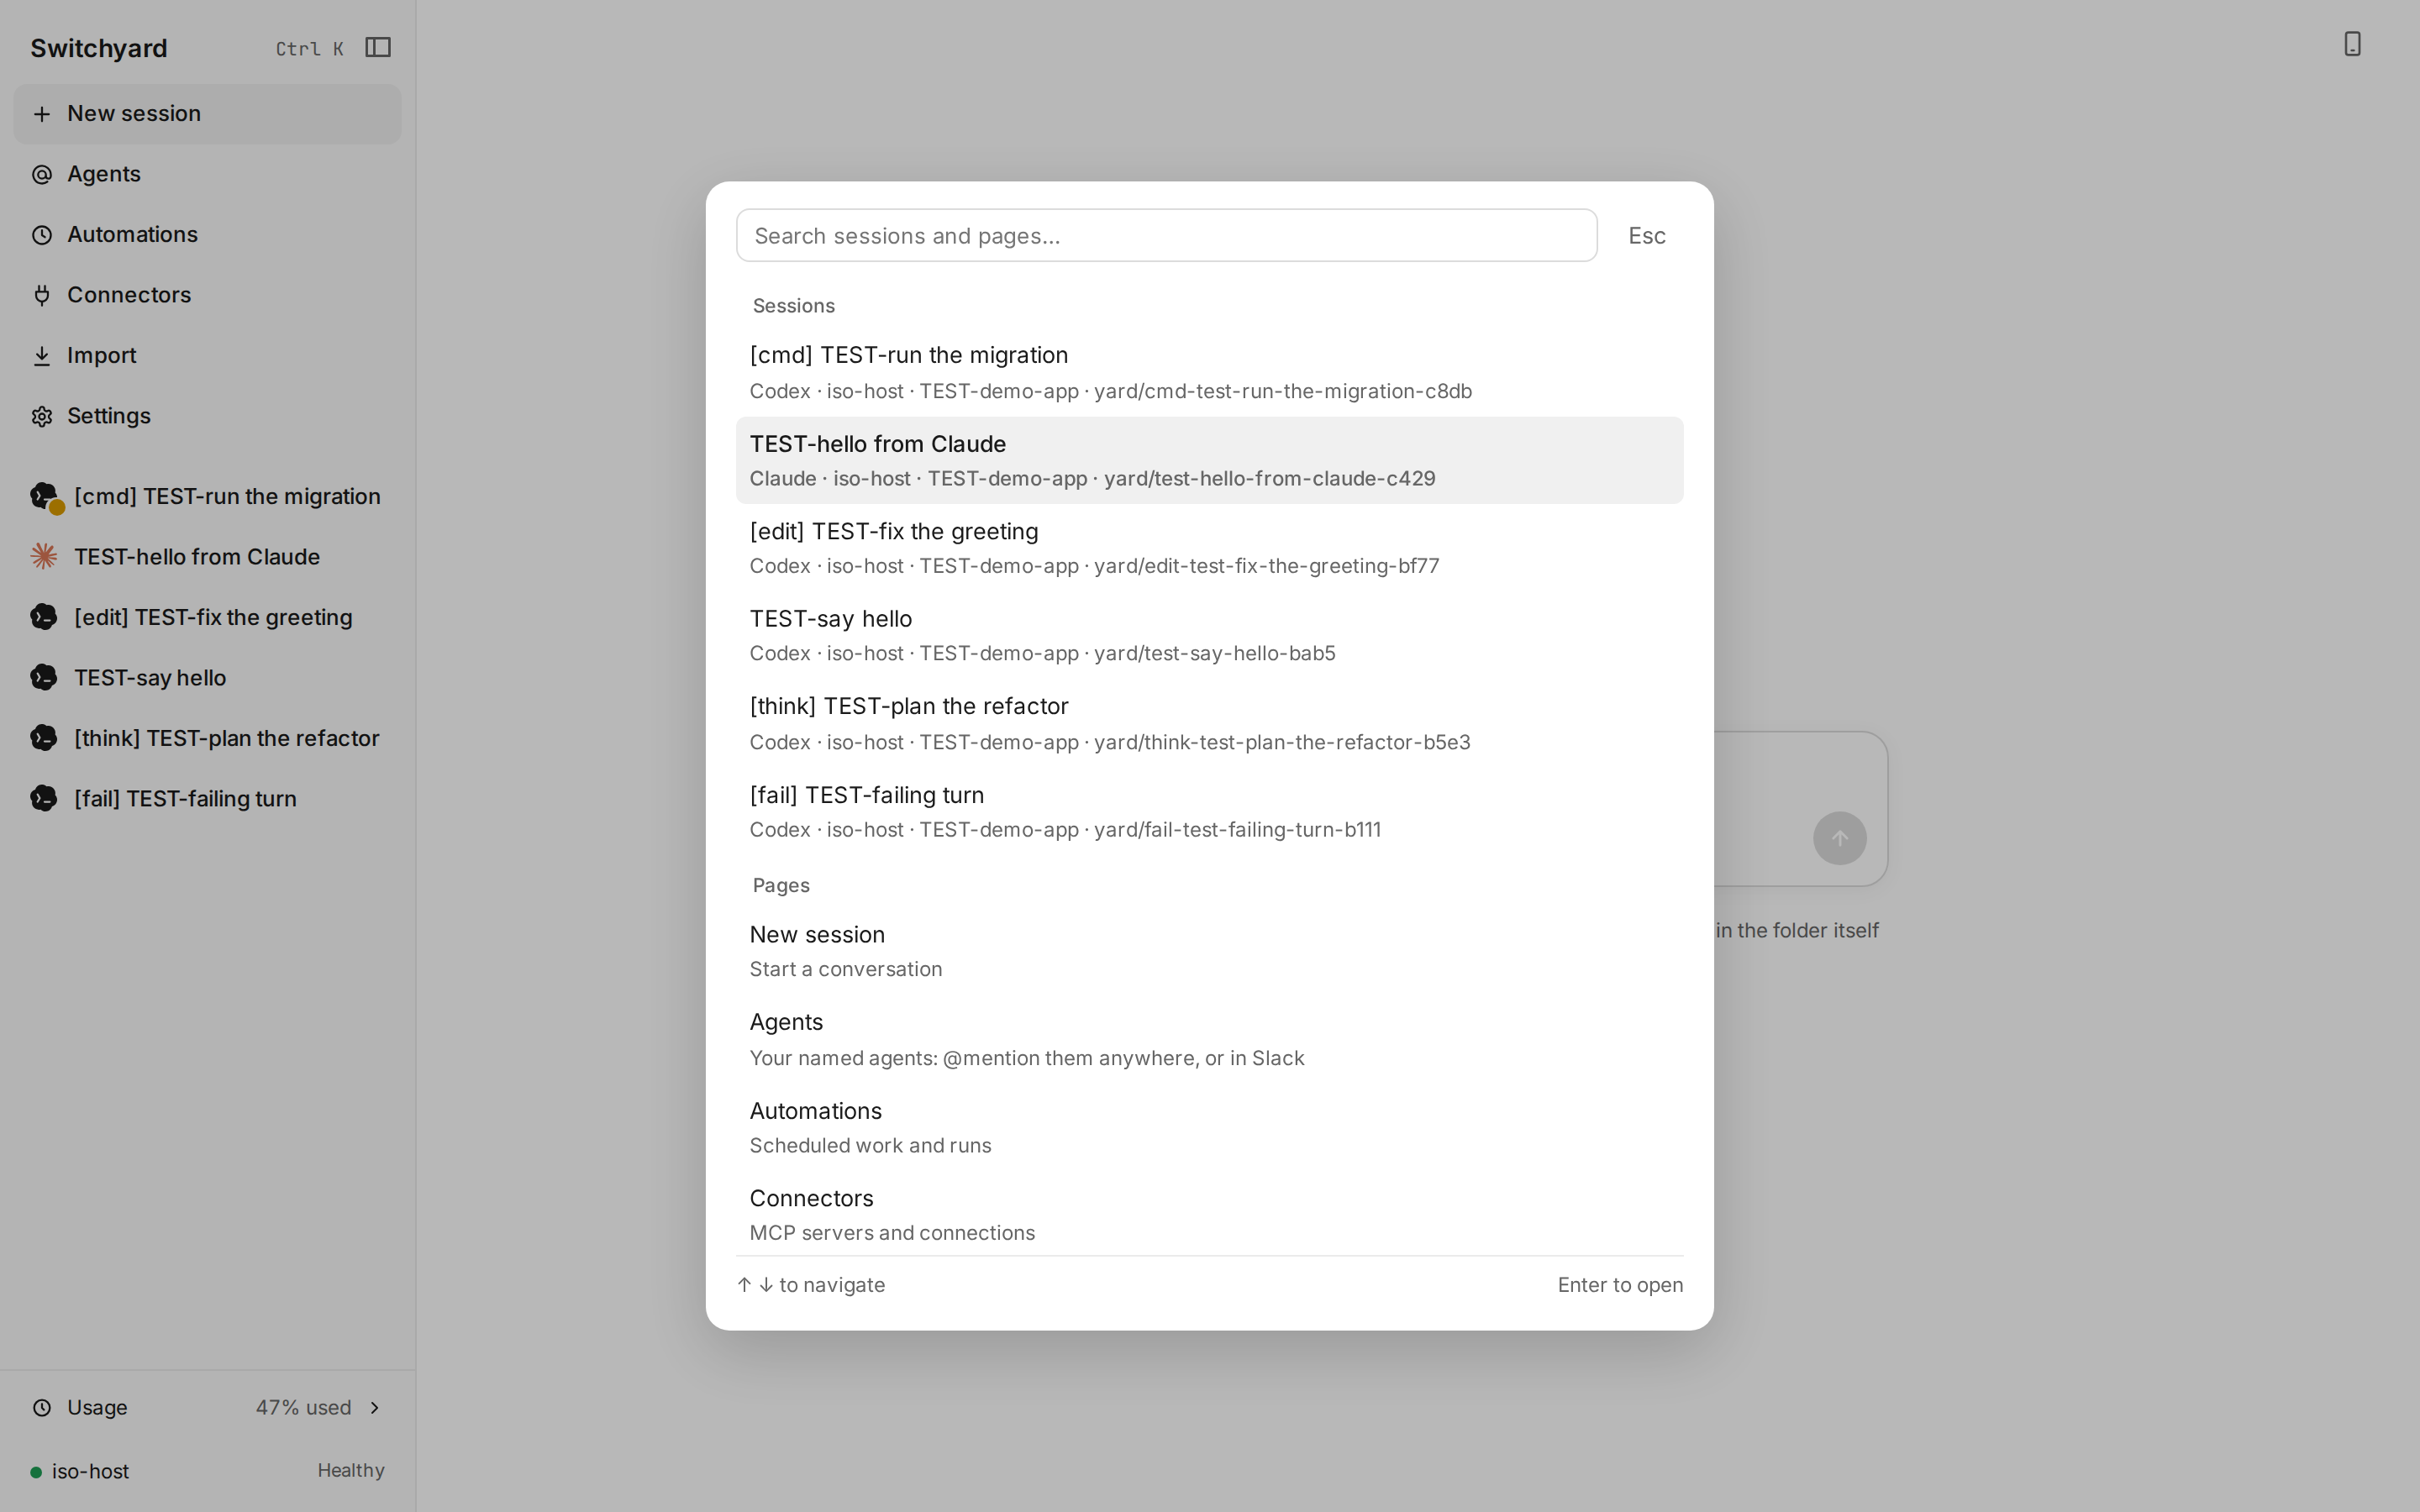 Switchyard
Ctrl K
New session
Agents
Automations
Connectors
Import
Settings
[cmd] TEST-run the migration
TEST-hello from Claude
[edit] TEST-fix the greeting
TEST-say hello
[think] TEST-plan the refactor
[fail] TEST-failing turn
Usage 47% used
iso-host Healthy
Search sessions and pages...
Esc
Sessions
[cmd] TEST-run the migration
Codex · iso-host · TEST-demo-app · yard/cmd-test-run-the-migration-c8db
TEST-hello from Claude
Claude · iso-host · TEST-demo-app · yard/test-hello-from-claude-c429
[edit] TEST-fix the greeting
Codex · iso-host · TEST-demo-app · yard/edit-test-fix-the-greeting-bf77
TEST-say hello
Codex · iso-host · TEST-demo-app · yard/test-say-hello-bab5
[think] TEST-plan the refactor
Codex · iso-host · TEST-demo-app · yard/think-test-plan-the-refactor-b5e3
[fail] TEST-failing turn
Codex · iso-host · TEST-demo-app · yard/fail-test-failing-turn-b111
Pages
New session
Start a conversation
Agents
Your named agents: @mention them anywhere, or in Slack
Automations
Scheduled work and runs
Connectors
MCP servers and connections
↑ ↓ to navigate
Enter to open
in the folder itself